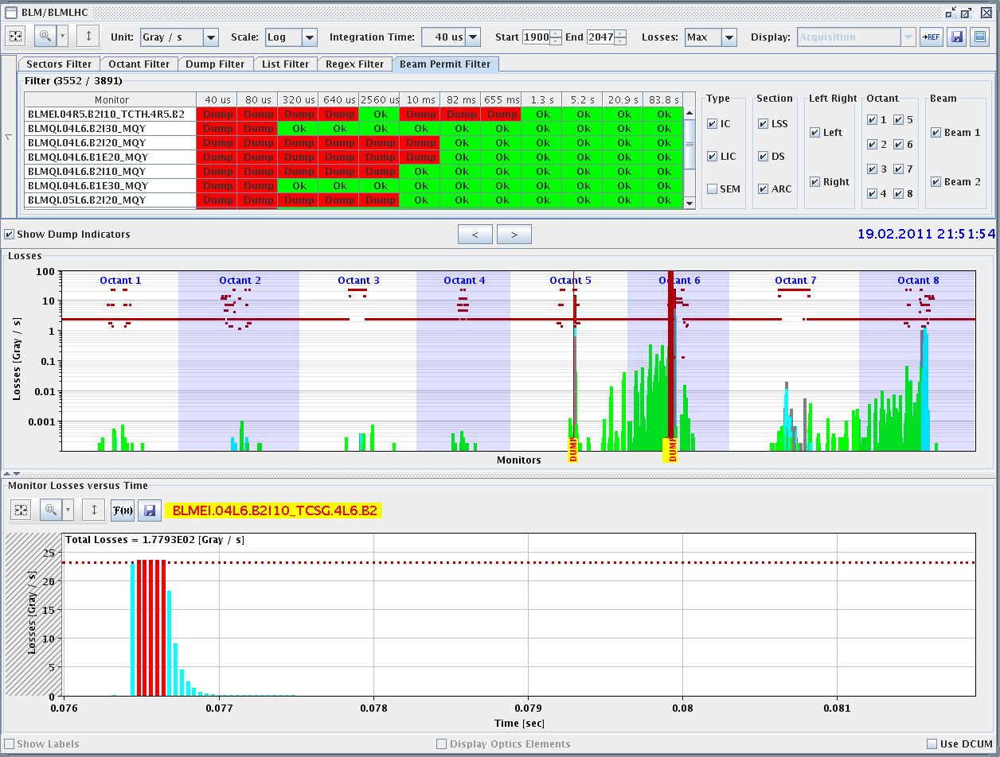 BLM/BLMLHC
Unit: Gray / s Scale: Log Integration Time: 40 us Start 1900 End 2047 Losses: Max Display: Acquisition →REF
Sectors Filter Octant Filter Dump Filter List Filter Regex Filter Beam Permit Filter
Filter (3552 / 3891)
Monitor 40 us 80 us 320 us 640 us 2560 us 10 ms 82 ms 655 ms 1.3 s 5.2 s 20.9 s 83.8 s
BLMEI.04R5.B2I10_TCTH.4R5.B2 Dump Dump Dump Dump Ok Dump Dump Dump Ok Ok Ok Ok
BLMQI.04L6.B2I30_MQY Dump Dump Ok Ok Ok Ok Ok Ok Ok Ok Ok Ok
BLMQI.04L6.B2I20_MQY Dump Dump Dump Dump Dump Dump Ok Ok Ok Ok Ok Ok
BLMQI.04L6.B1E20_MQY Dump Dump Dump Dump Dump Dump Ok Ok Ok Ok Ok Ok
BLMQI.04L6.B2I10_MQY Dump Dump Dump Dump Dump Ok Ok Ok Ok Ok Ok Ok
BLMQI.04L6.B1E30_MQY Dump Dump Ok Ok Ok Ok Ok Ok Ok Ok Ok Ok
BLMQI.05L6.B2I20_MQY Dump Dump Dump Dump Dump Ok Ok Ok Ok Ok Ok Ok
Type
IC
LIC
SEM
Section
LSS
DS
ARC
Left Right
Left
Right
Octant
1 5
2 6
3 7
4 8
Beam
Beam 1
Beam 2
Show Dump Indicators < > 19.02.2011 21:51:54
Losses
Octant 1 Octant 2 Octant 3 Octant 4 Octant 5 Octant 6 Octant 7 Octant 8
100
10
1
0.1
0.01
0.001
Losses [Gray / s]
DUMP DUMP
Monitors
Monitor Losses versus Time
F(x) BLMEI.04L6.B2I10_TCSG.4L6.B2
Total Losses = 1.7793E02 [Gray / s]
25
20
15
10
5
0
Losses [Gray / s]
0.076 0.077 0.078 0.079 0.08 0.081
Time [sec]
Show Labels Display Optics Elements Use DCUM